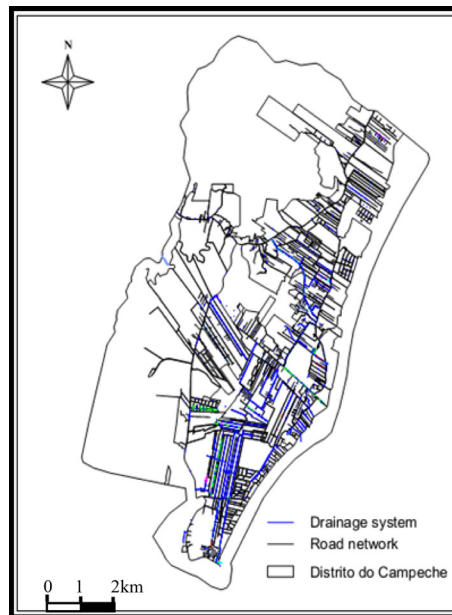 N
Drainage system
Road network
Distrito do Campeche
0 1 2km